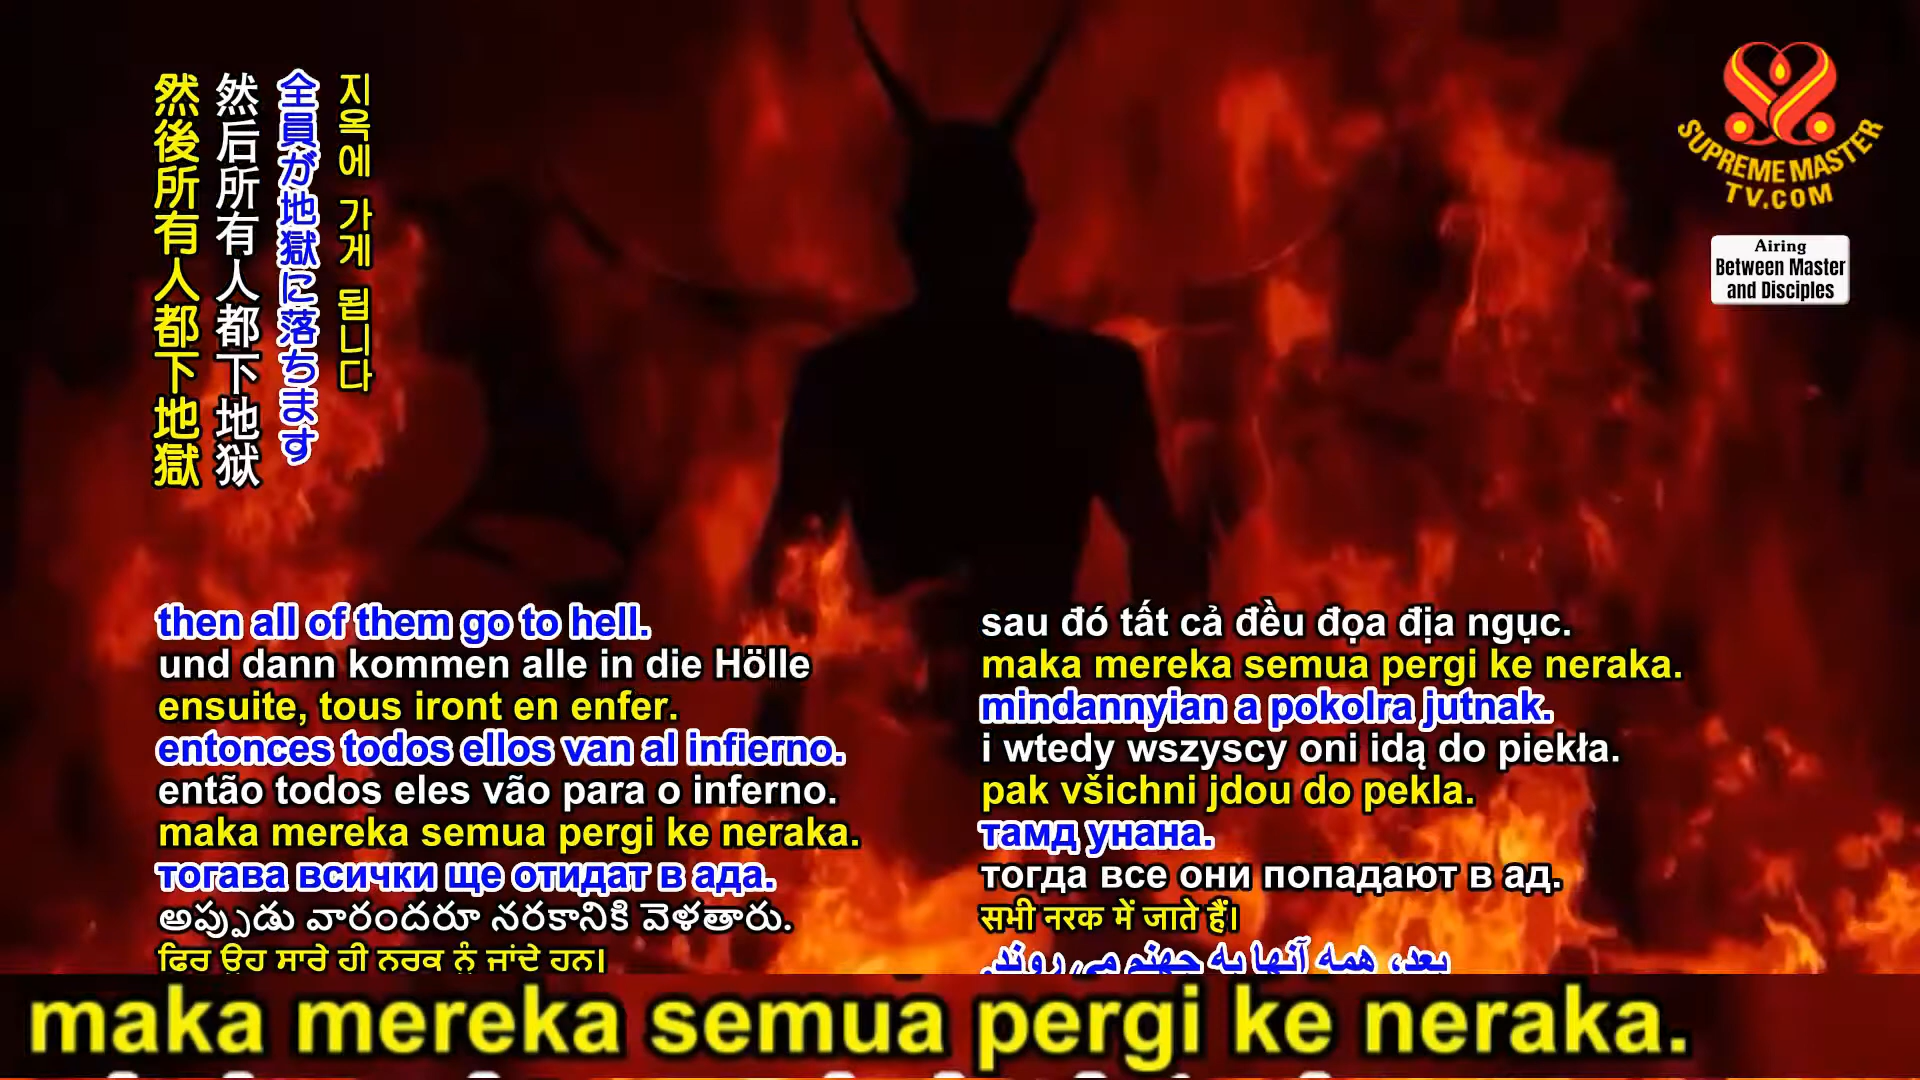 然後所有人都下地獄
然后所有人都下地狱
全員が地獄に落ちます
지옥에 가게 됩니다
SUPREME MASTER
TV.COM
Airing
Between Master
and Disciples
then all of them go to hell.
und dann kommen alle in die Hölle
ensuite, tous iront en enfer.
entonces todos ellos van al infierno.
então todos eles vão para o inferno.
maka mereka semua pergi ke neraka.
тогава всички ще отидат в ада.
అప్పుడు వారందరూ నరకానికి వెళతారు.
ਫਿਰ ਉਹ ਸਾਰੇ ਹੀ ਨਰਕ ਨੂੰ ਜਾਂਦੇ ਹਨ।
sau đó tất cả đều đọa địa ngục.
maka mereka semua pergi ke neraka.
mindannyian a pokolra jutnak.
i wtedy wszyscy oni idą do piekła.
pak všichni jdou do pekla.
тамд унана.
тогда все они попадают в ад.
सभी नरक में जाते हैं।
بعد، همه آنها به جهنم می روند.
maka mereka semua pergi ke neraka.